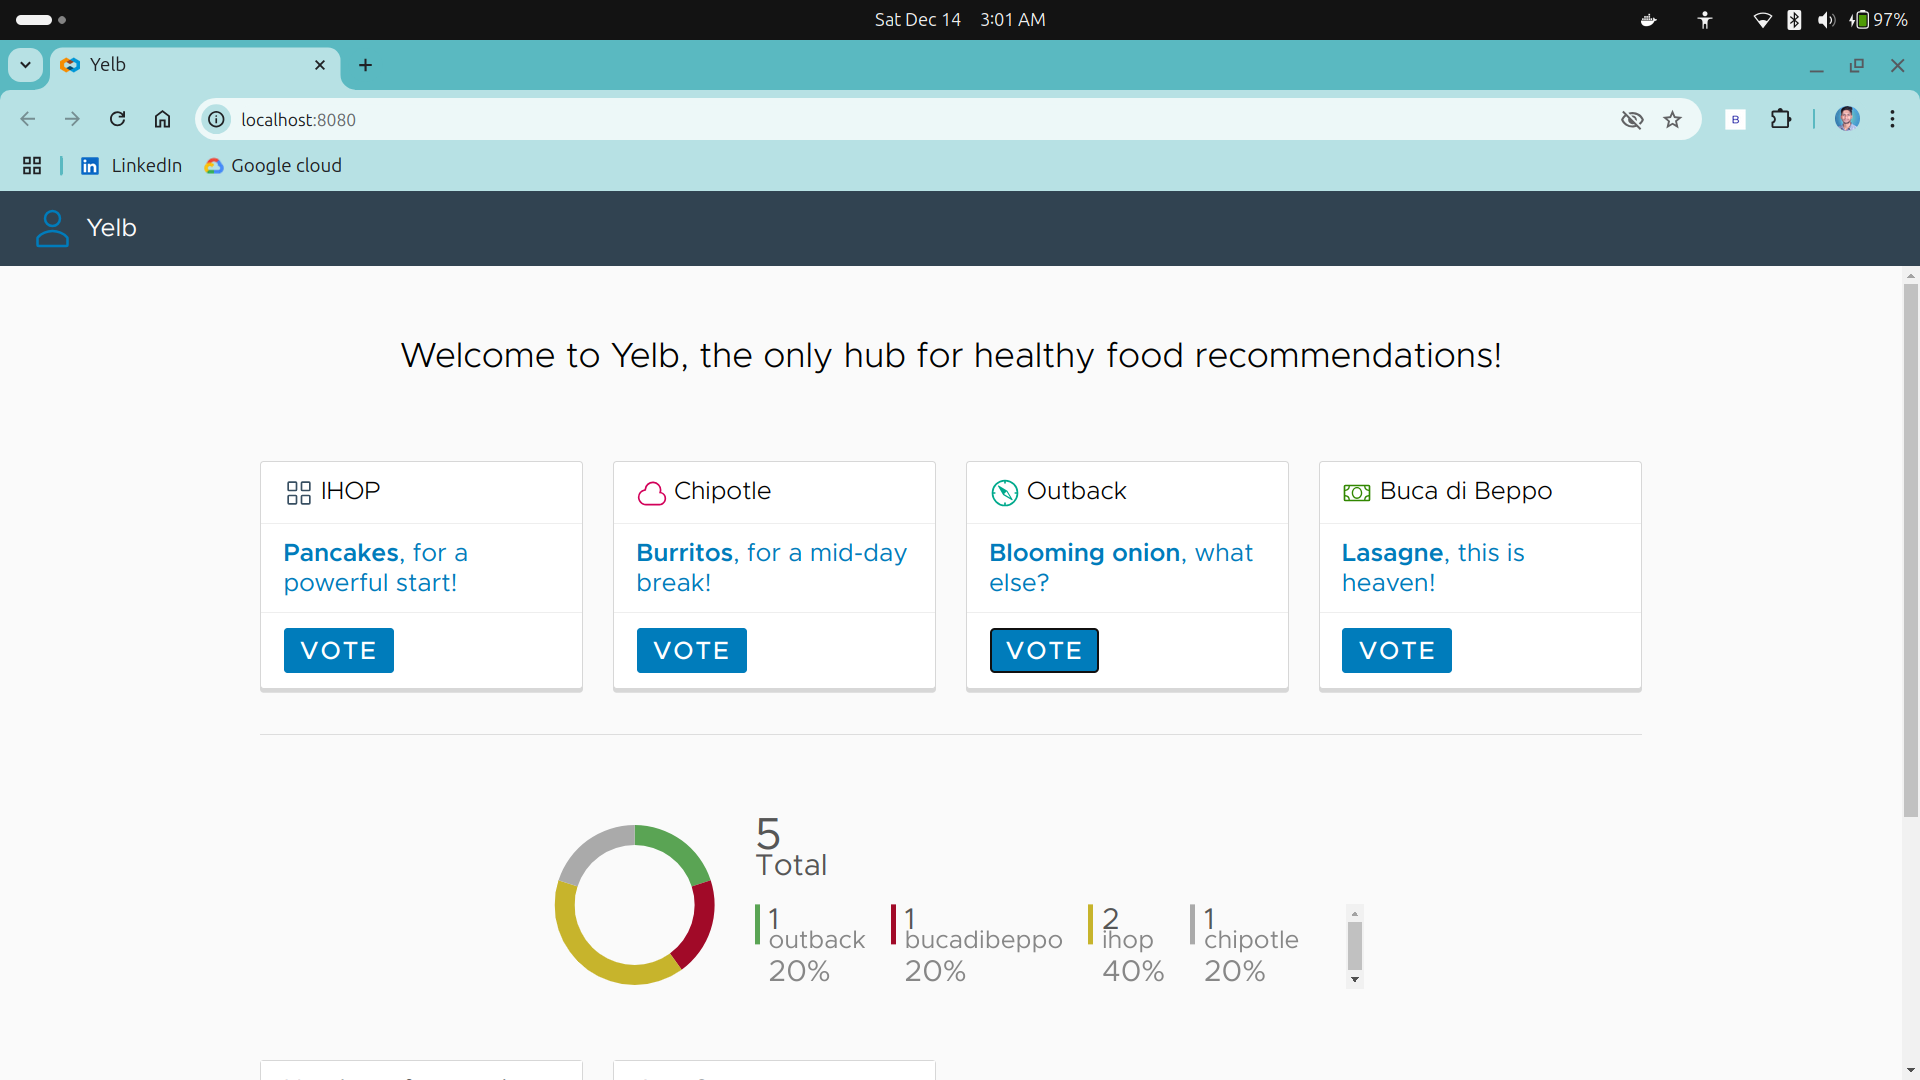 Sat Dec 14 3:01 AM
97%
Yelb
localhost:8080
B
in LinkedIn
Google cloud
Yelb
Welcome to Yelb, the only hub for healthy food recommendations!
IHOP
Pancakes, for a
powerful start!
VOTE
Chipotle
Burritos, for a mid-day
break!
VOTE
Outback
Blooming onion, what
else?
VOTE
Buca di Beppo
Lasagne, this is
heaven!
VOTE
5
Total
1
outback
20%
1
bucadibeppo
20%
2
ihop
40%
1
chipotle
20%